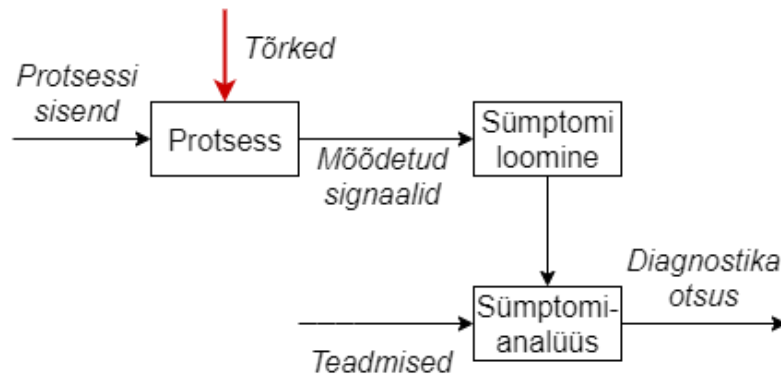 Tõrked
Protsessi
sisend
Protsess
Mõõdetud
signaalid
Sümptomi
loomine
Sümptomi-
analüüs
Teadmised
Diagnostika
otsus